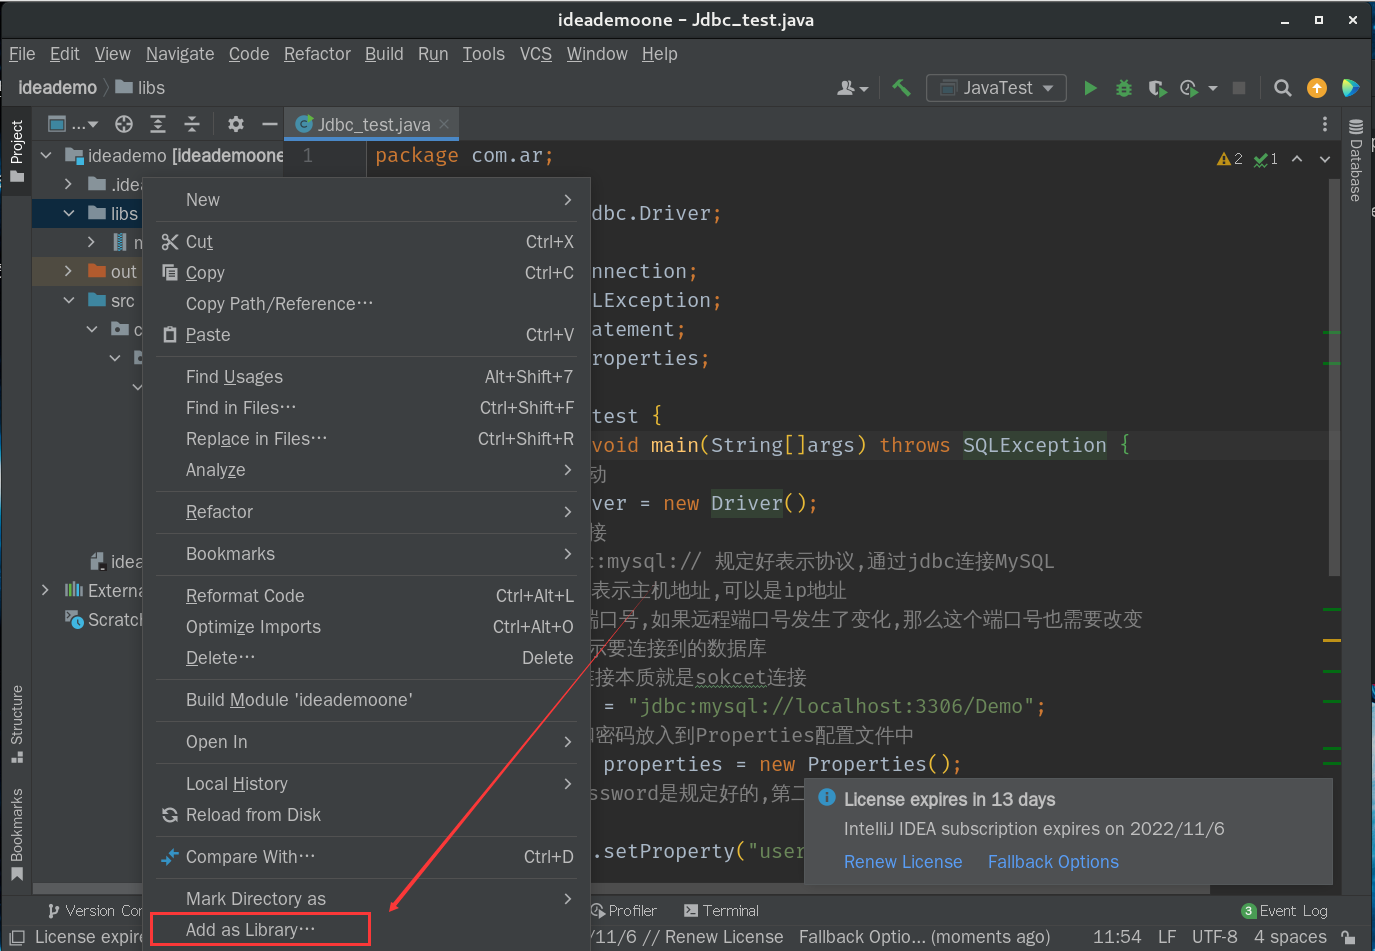 ideademoone – Jdbc_test.java
File Edit View Navigate Code Refactor Build Run Tools VCS Window Help
ideademo libs
JavaTest
Project
...
Jdbc_test.java
Database
ideademo [ideademoone
1 package com.ar;
2 1
.idea
New
libs
dbc.Driver;
Cut Ctrl+X
Copy Ctrl+C
nnection;
out
Copy Path/Reference···
LException;
src
Paste Ctrl+V
atement;
c
roperties;
Find Usages Alt+Shift+7
Find in Files··· Ctrl+Shift+F
test {
Replace in Files··· Ctrl+Shift+R
void main(String[]args) throws SQLException {
Analyze
动
ver = new Driver();
Refactor
接
Bookmarks
:mysql:// 规定好表示协议,通过jdbc连接MySQL
idea
Externa
表示主机地址,可以是ip地址
Reformat Code Ctrl+Alt+L
Scratch
端口号,如果远程端口号发生了变化,那么这个端口号也需要改变
Optimize Imports Ctrl+Alt+O
示要连接到的数据库
Delete··· Delete
连接本质就是sokcet连接
Build Module 'ideademoone'
= "jdbc:mysql://localhost:3306/Demo";
Structure
密码放入到Properties配置文件中
Open In
properties = new Properties();
Local History
ssword是规定好的,第二
License expires in 13 days
Reload from Disk
IntelliJ IDEA subscription expires on 2022/11/6
Bookmarks
.setProperty("user
Compare With··· Ctrl+D
Renew License Fallback Options
Mark Directory as
Version Con
Profiler Terminal
3 Event Log
Add as Library···
License expire
/11/6 // Renew License Fallback Optio... (moments ago) 11:54 LF UTF-8 4 spaces